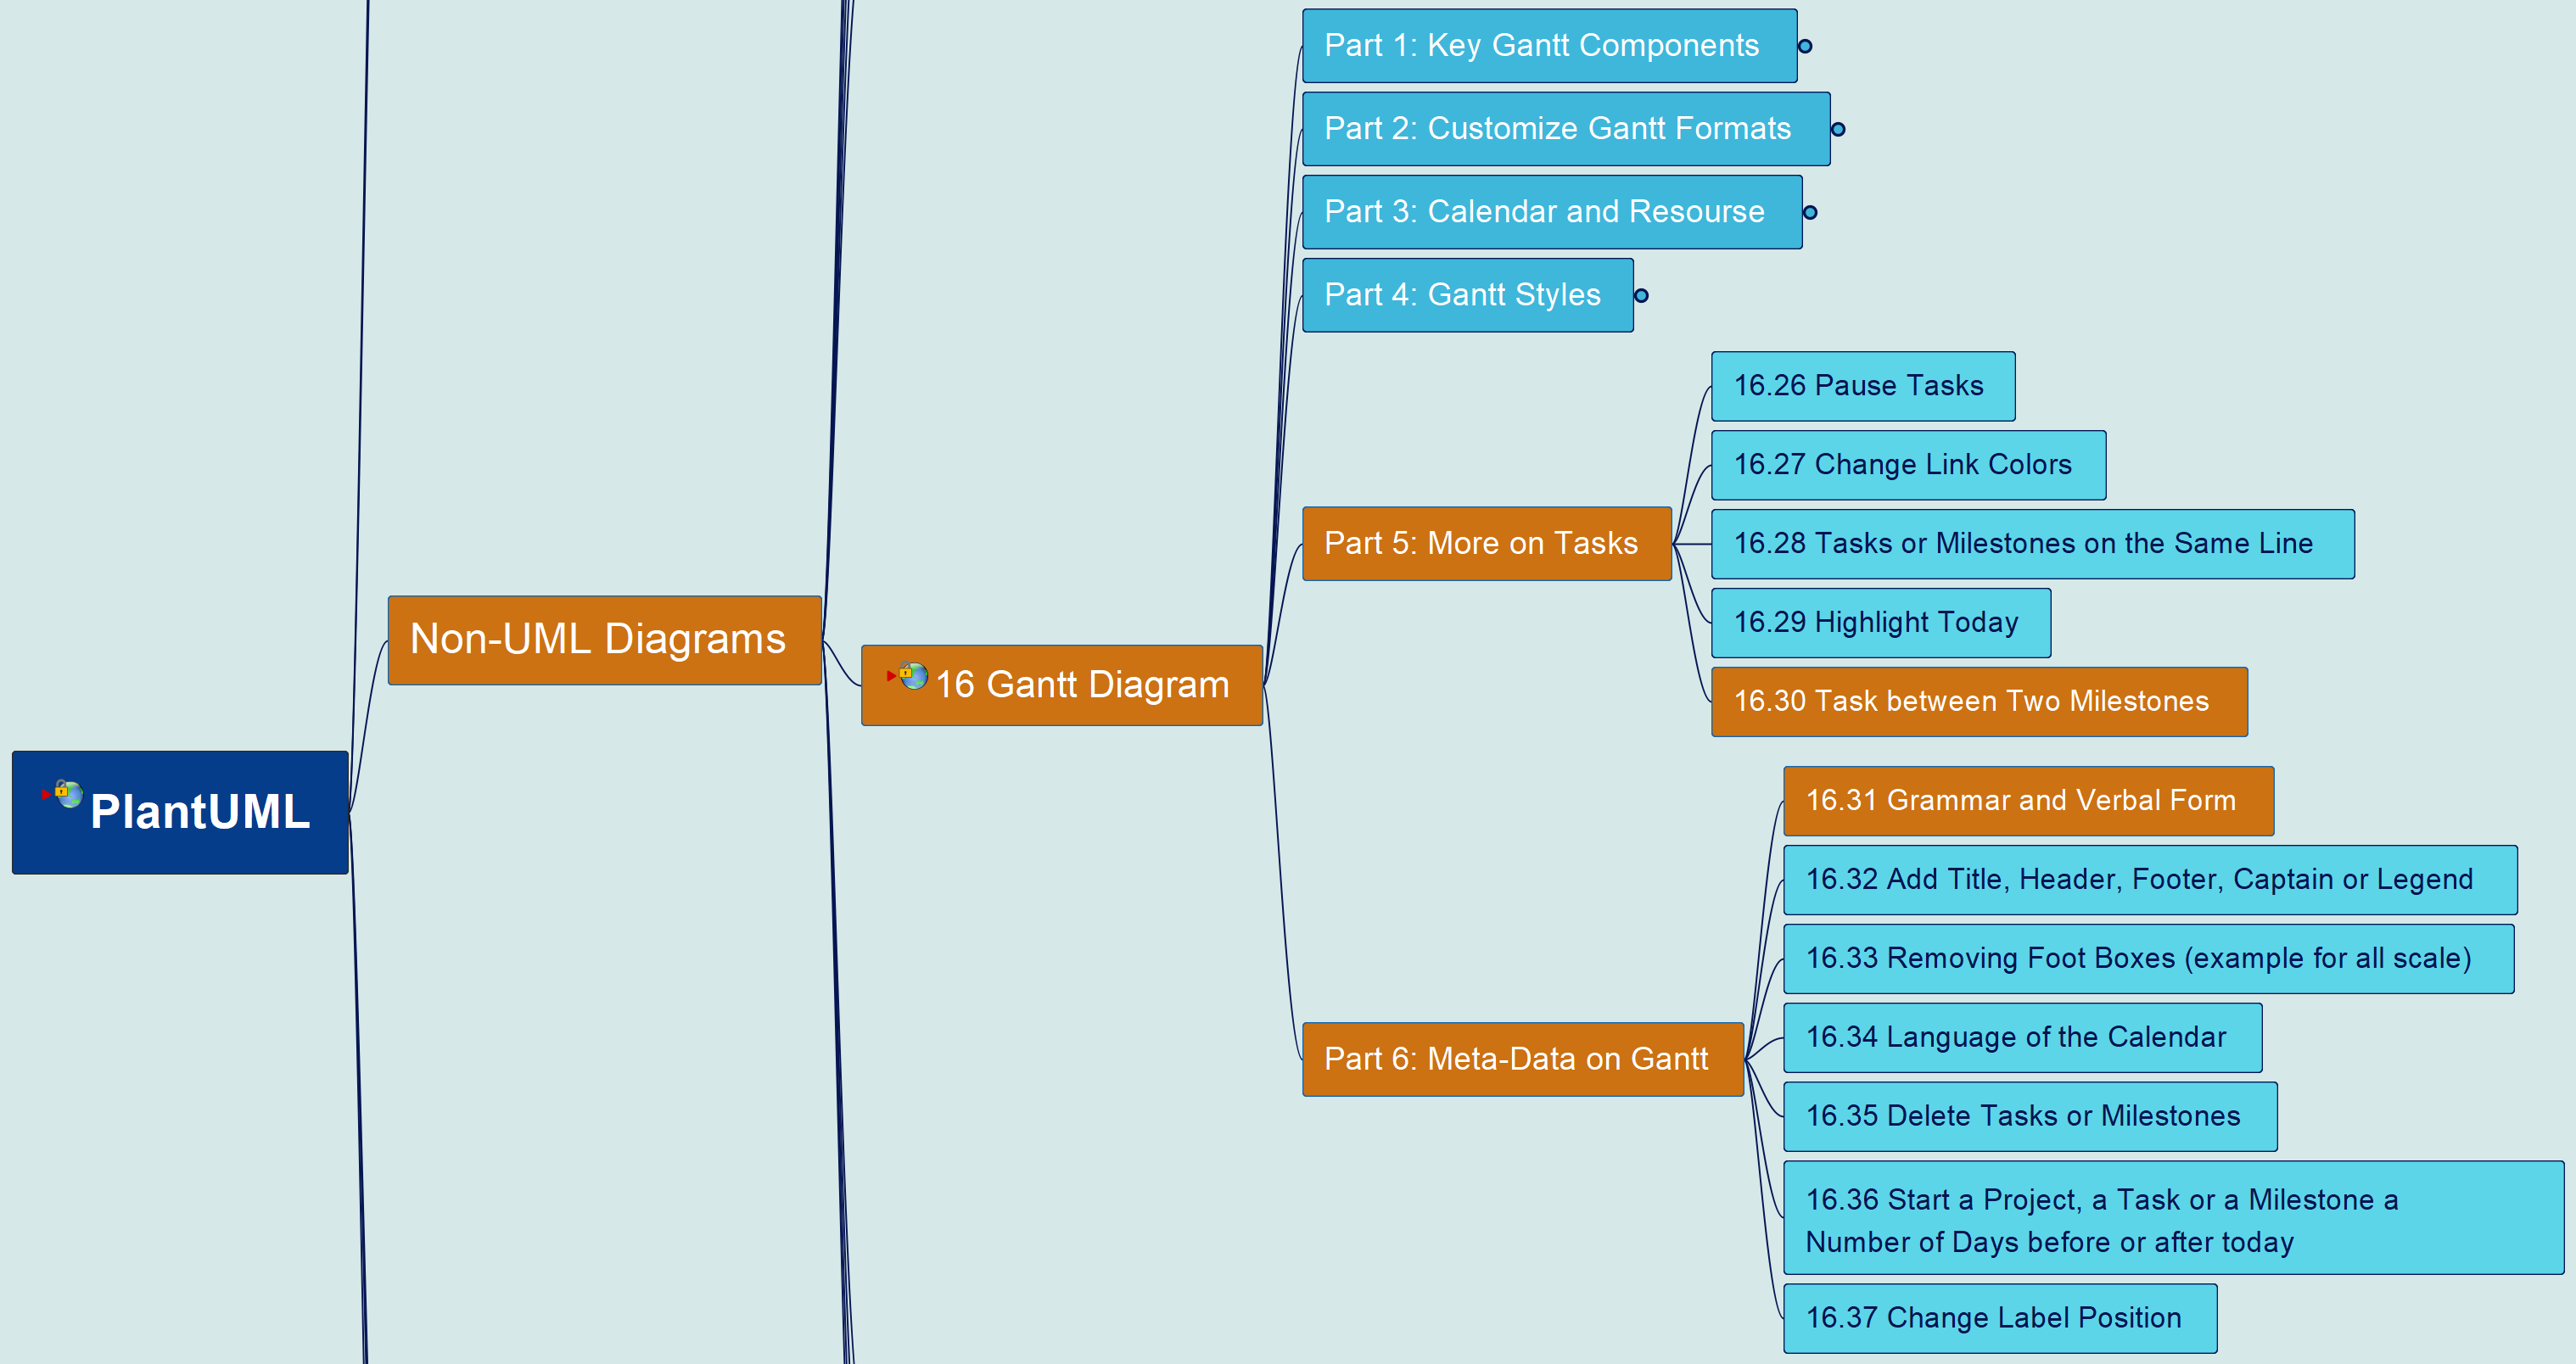 Part 1: Key Gantt Components
Part 2: Customize Gantt Formats
Part 3: Calendar and Resourse
Part 4: Gantt Styles
16.26 Pause Tasks
16.27 Change Link Colors
Part 5: More on Tasks
16.28 Tasks or Milestones on the Same Line
16.29 Highlight Today
Non-UML Diagrams
16 Gantt Diagram
16.30 Task between Two Milestones
PlantUML
16.31 Grammar and Verbal Form
16.32 Add Title, Header, Footer, Captain or Legend
16.33 Removing Foot Boxes (example for all scale)
16.34 Language of the Calendar
Part 6: Meta-Data on Gantt
16.35 Delete Tasks or Milestones
16.36 Start a Project, a Task or a Milestone a
Number of Days before or after today
16.37 Change Label Position